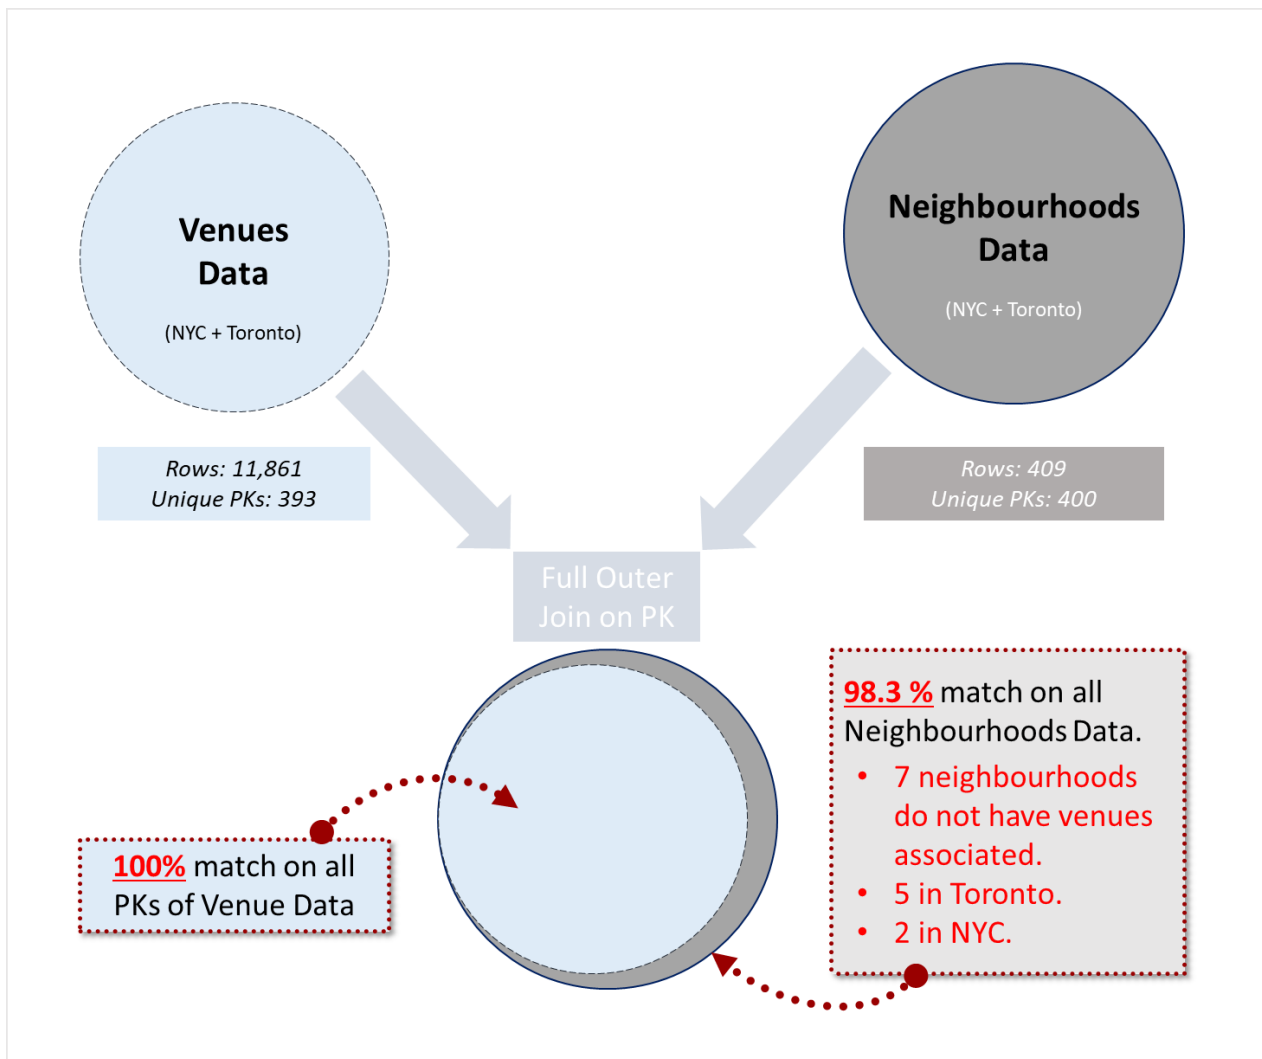 Venues
Data
(NYC + Toronto)
Neighbourhoods
Data
(NYC + Toronto)
Rows: 11,861
Unique PKs: 393
Rows: 409
Unique PKs: 400
Full Outer
Join on PK
100% match on all
PKs of Venue Data
98.3 % match on all
Neighbourhoods Data.
• 7 neighbourhoods
do not have venues
associated.
• 5 in Toronto.
• 2 in NYC.